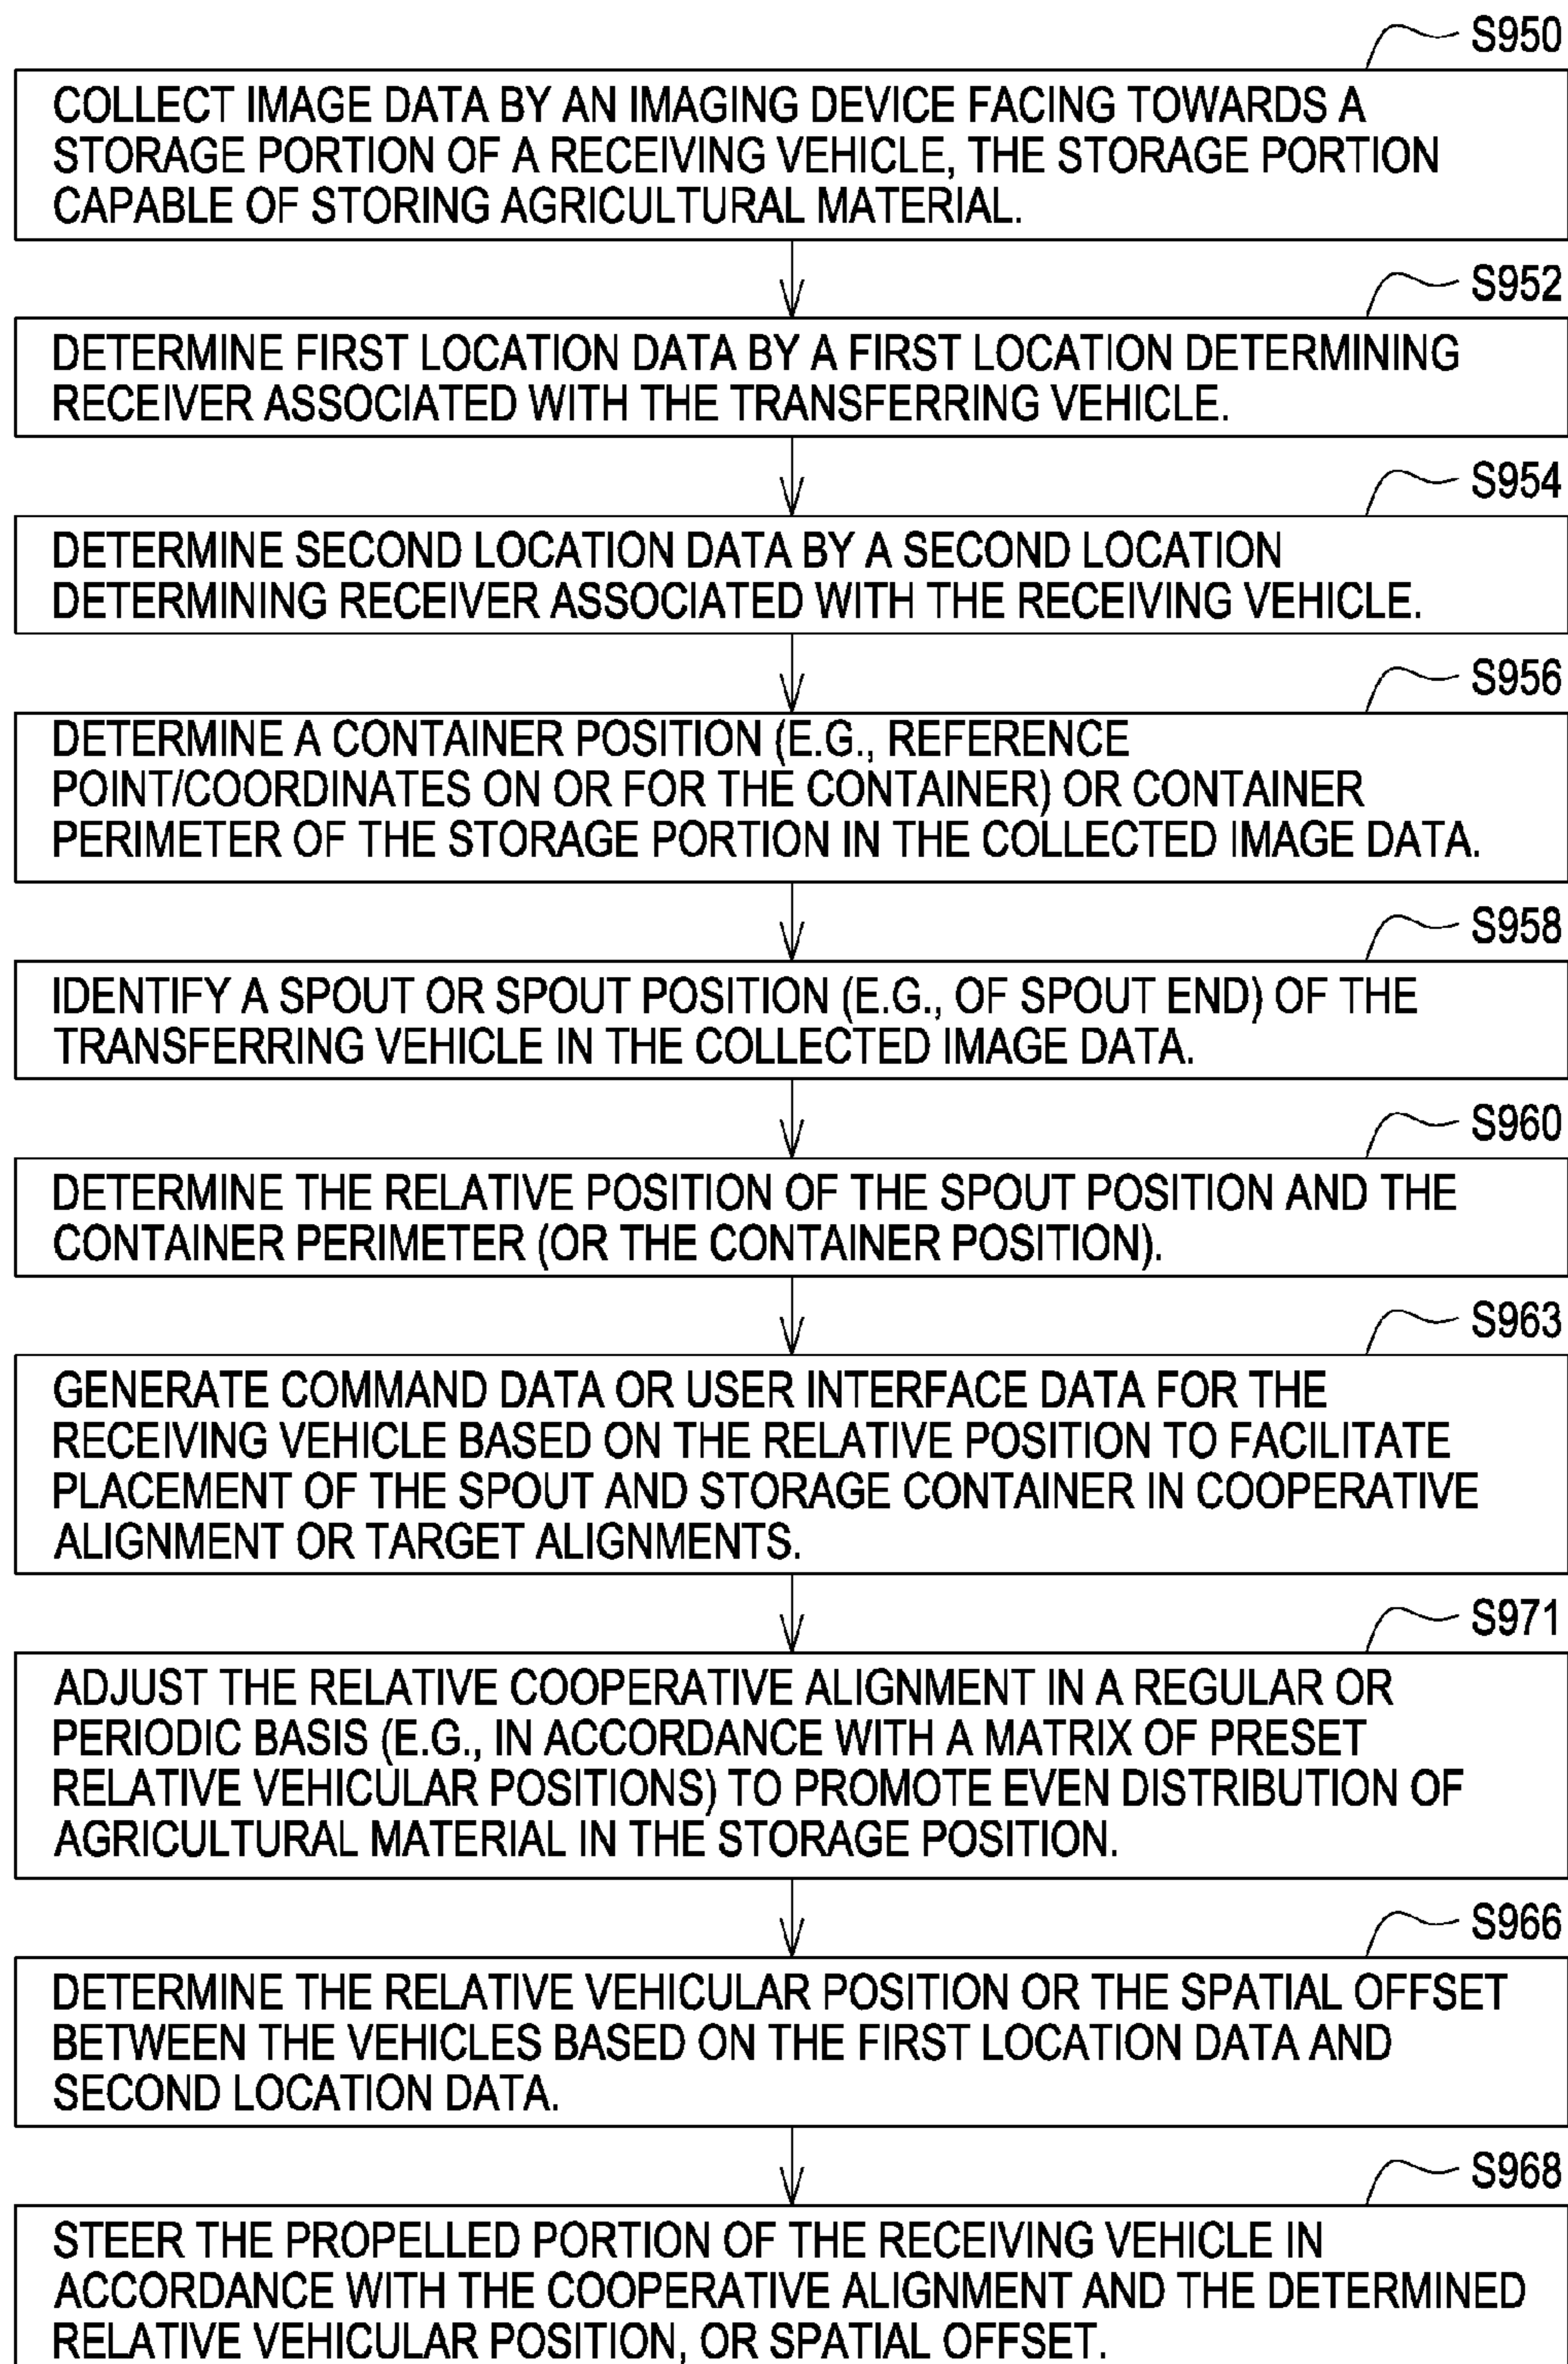 S950
COLLECT IMAGE DATA BY AN IMAGING DEVICE FACING TOWARDS A
STORAGE PORTION OF A RECEIVING VEHICLE, THE STORAGE PORTION
CAPABLE OF STORING AGRICULTURAL MATERIAL.
S952
DETERMINE FIRST LOCATION DATA BY A FIRST LOCATION DETERMINING
RECEIVER ASSOCIATED WITH THE TRANSFERRING VEHICLE.
S954
DETERMINE SECOND LOCATION DATA BY A SECOND LOCATION
DETERMINING RECEIVER ASSOCIATED WITH THE RECEIVING VEHICLE.
S956
DETERMINE A CONTAINER POSITION (E.G., REFERENCE
POINT/COORDINATES ON OR FOR THE CONTAINER) OR CONTAINER
PERIMETER OF THE STORAGE PORTION IN THE COLLECTED IMAGE DATA.
S958
IDENTIFY A SPOUT OR SPOUT POSITION (E.G., OF SPOUT END) OF THE
TRANSFERRING VEHICLE IN THE COLLECTED IMAGE DATA.
S960
DETERMINE THE RELATIVE POSITION OF THE SPOUT POSITION AND THE
CONTAINER PERIMETER (OR THE CONTAINER POSITION).
S963
GENERATE COMMAND DATA OR USER INTERFACE DATA FOR THE
RECEIVING VEHICLE BASED ON THE RELATIVE POSITION TO FACILITATE
PLACEMENT OF THE SPOUT AND STORAGE CONTAINER IN COOPERATIVE
ALIGNMENT OR TARGET ALIGNMENTS.
S971
ADJUST THE RELATIVE COOPERATIVE ALIGNMENT IN A REGULAR OR
PERIODIC BASIS (E.G., IN ACCORDANCE WITH A MATRIX OF PRESET
RELATIVE VEHICULAR POSITIONS) TO PROMOTE EVEN DISTRIBUTION OF
AGRICULTURAL MATERIAL IN THE STORAGE POSITION.
S966
DETERMINE THE RELATIVE VEHICULAR POSITION OR THE SPATIAL OFFSET
BETWEEN THE VEHICLES BASED ON THE FIRST LOCATION DATA AND
SECOND LOCATION DATA.
S968
STEER THE PROPELLED PORTION OF THE RECEIVING VEHICLE IN
ACCORDANCE WITH THE COOPERATIVE ALIGNMENT AND THE DETERMINED
RELATIVE VEHICULAR POSITION, OR SPATIAL OFFSET.